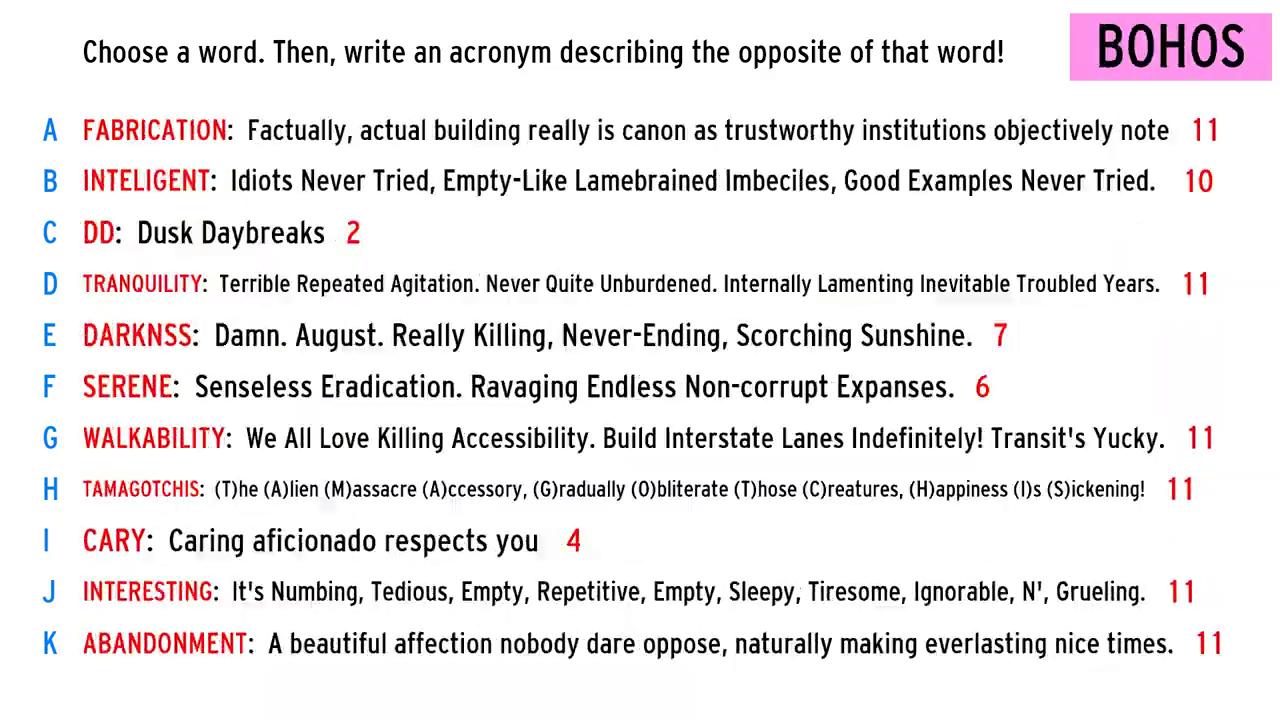 Choose a word. Then, write an acronym describing the opposite of that word!
BOHOS
A FABRICATION: Factually, actual building really is canon as trustworthy institutions objectively note 11
B INTELIGENT: Idiots Never Tried, Empty-Like Lamebrained Imbeciles, Good Examples Never Tried. 10
C DD: Dusk Daybreaks 2
D TRANQUILITY: Terrible Repeated Agitation. Never Quite Unburdened. Internally Lamenting Inevitable Troubled Years. 11
E DARKNSS: Damn. August. Really Killing, Never-Ending, Scorching Sunshine. 7
F SERENE: Senseless Eradication. Ravaging Endless Non-corrupt Expanses. 6
G WALKABILITY: We All Love Killing Accessibility. Build Interstate Lanes Indefinitely! Transit's Yucky. 11
H TAMAGOTCHIS: (T)he (A)lien (M)assacre (A)ccessory, (G)radually (O)bliterate (T)hose (C)reatures, (H)appiness (I)s (S)ickening! 11
I CARY: Caring aficionado respects you 4
J INTERESTING: It's Numbing, Tedious, Empty, Repetitive, Empty, Sleepy, Tiresome, Ignorable, N', Grueling. 11
K ABANDONMENT: A beautiful affection nobody dare oppose, naturally making everlasting nice times. 11